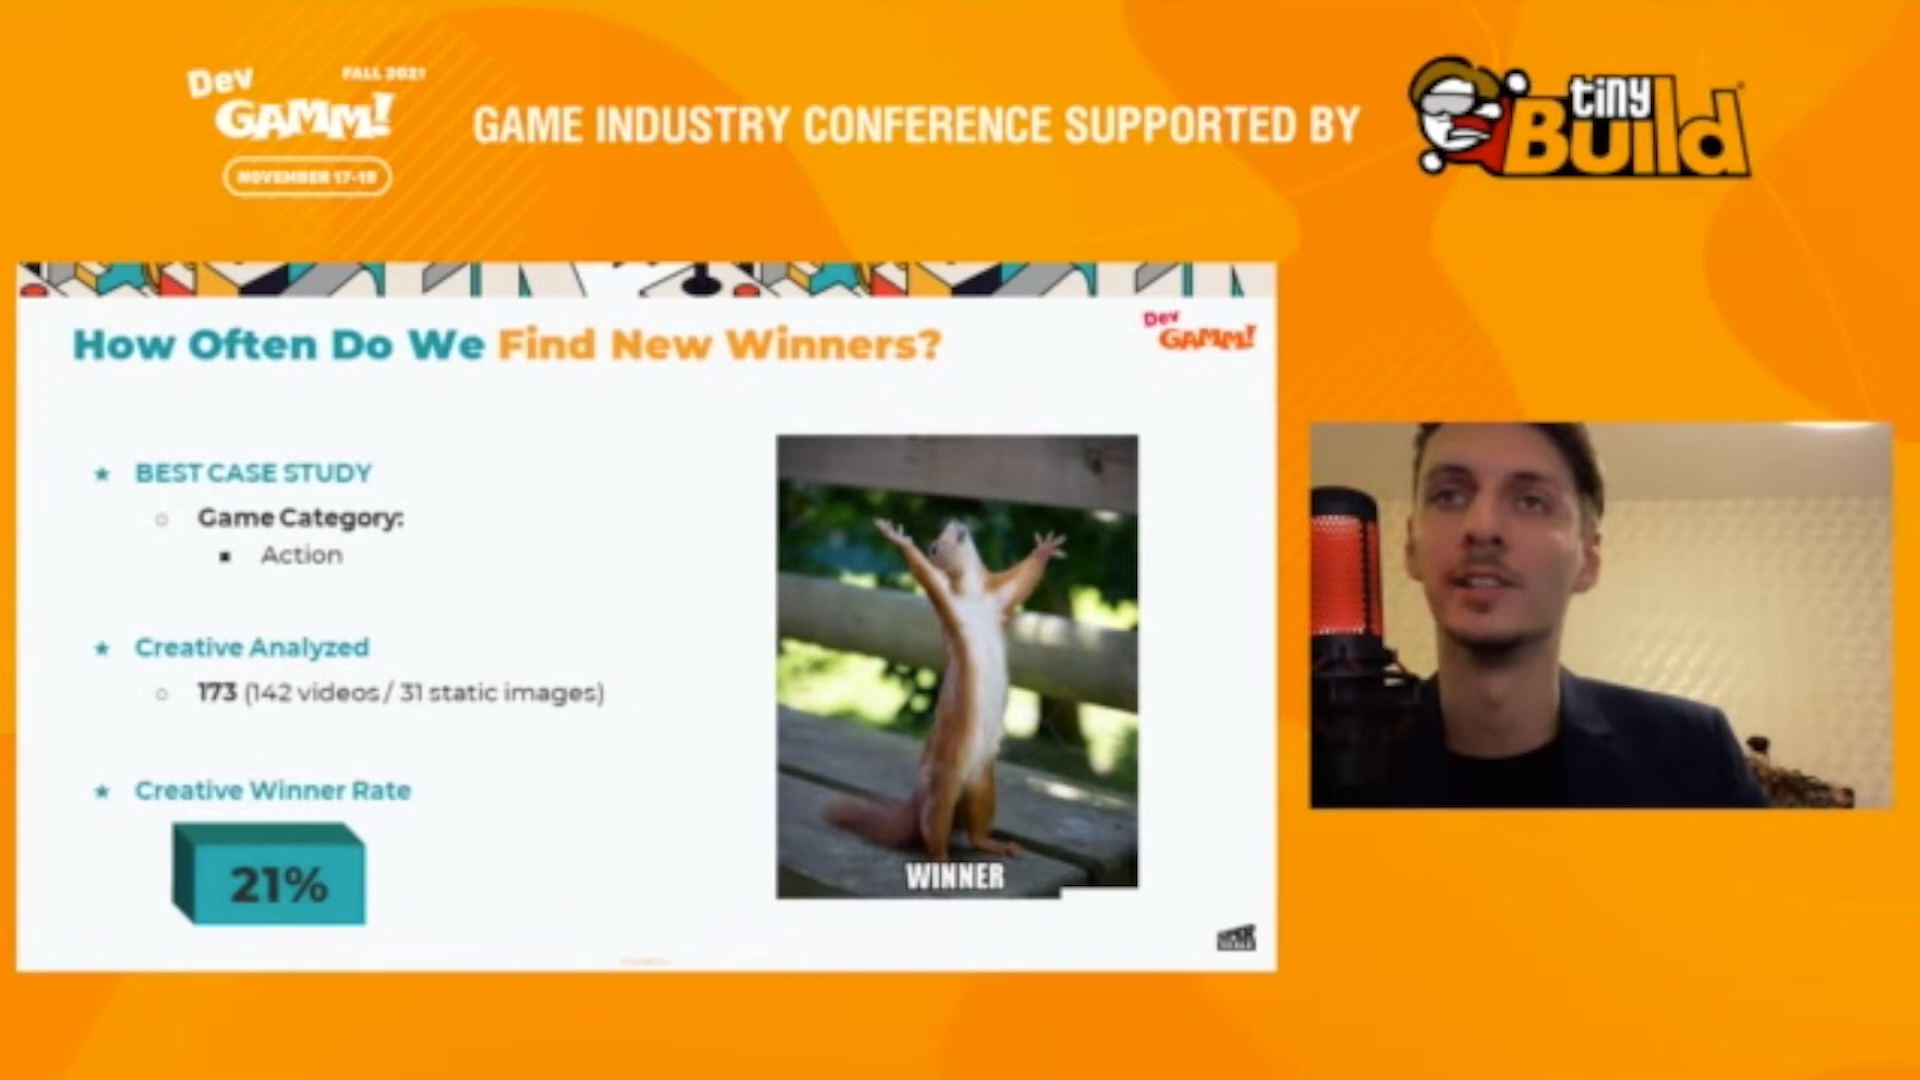 Dev
GAMM!
FALL 2021
NOVEMBER 17-19
GAME INDUSTRY CONFERENCE SUPPORTED BY
tiny
Build
How Often Do We Find New Winners?
Dev
GAMM!
★ BEST CASE STUDY
○ Game Category:
■ Action
★ Creative Analyzed
○ 173 (142 videos / 31 static images)
★ Creative Winner Rate
21%
WINNER
SUPER
SCALE